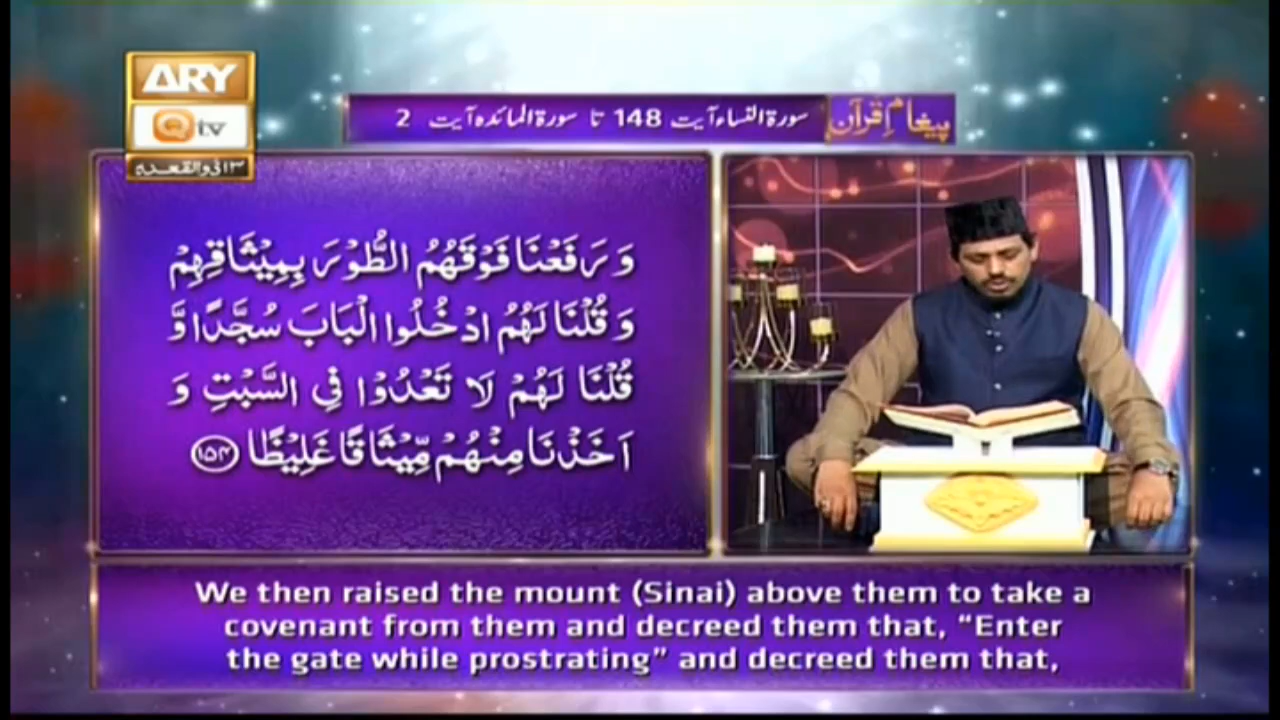 ARY
Qtv
۱۳ ذوالقعدہ
پیغامِ قرآن
سورۃ النساء آیت 148 تا سورۃ المائدہ آیت 2
وَ رَفَعْنَا فَوْقَهُمُ الطُّوْرَ بِمِيْثَاقِهِمْ
وَ قُلْنَا لَهُمُ ادْخُلُوا الْبَابَ سُجَّدًا وَّ
قُلْنَا لَهُمْ لَا تَعْدُوْا فِي السَّبْتِ وَ
اَخَذْنَا مِنْهُمْ مِّيْثَاقًا غَلِيْظًا ۝۱۵۴
We then raised the mount (Sinai) above them to take a
covenant from them and decreed them that, “Enter
the gate while prostrating” and decreed them that,